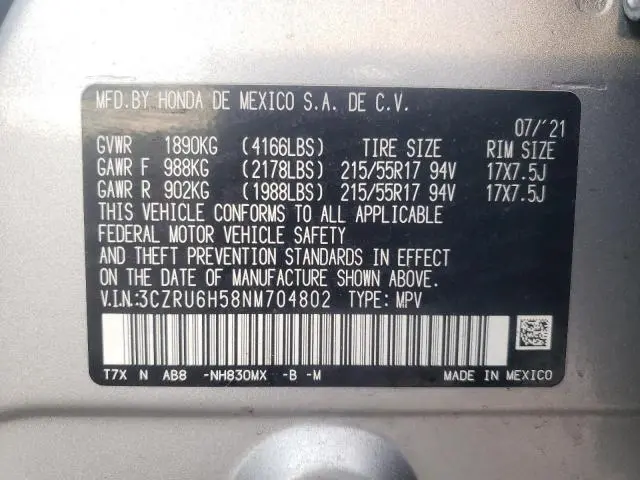 MFD.BY HONDA DE MEXICO S.A. DE C.V.
07/'21
GVWR 1890KG (4166LBS) TIRE SIZE RIM SIZE
GAWR F 988KG (2178LBS) 215/55R17 94V 17X7.5J
GAWR R 902KG (1988LBS) 215/55R17 94V 17X7.5J
THIS VEHICLE CONFORMS TO ALL APPLICABLE
FEDERAL MOTOR VEHICLE SAFETY
AND THEFT PREVENTION STANDARDS IN EFFECT
ON THE DATE OF MANUFACTURE SHOWN ABOVE.
V.I.N:3CZRU6H58NM704802 TYPE: MPV
T7X N AB8 -NH830MX -B -M MADE IN MEXICO